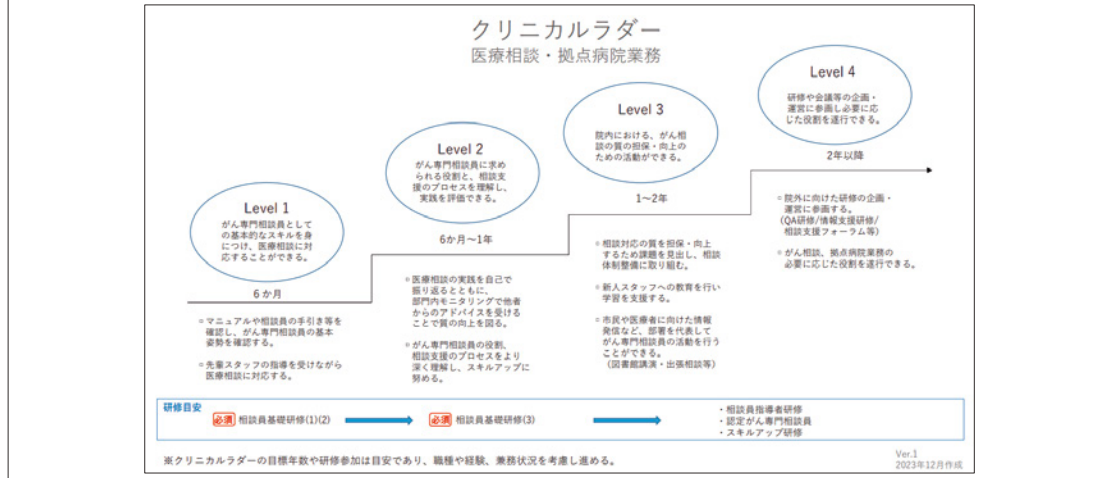 クリニカルラダー
医療相談・拠点病院業務
Level 1
がん専門相談員として
の基本的なスキルを身
につけ、医療相談に対
応することができる。
6か月
▫マニュアルや相談員の手引き等を
確認し、がん専門相談員の基本
姿勢を確認する。
▫先輩スタッフの指導を受けながら
医療相談に対応する。
Level 2
がん専門相談員に求め
られる役割と、相談支
援のプロセスを理解し、
実践を評価できる。
6か月～1年
▫医療相談の実践を自己で
振り返るとともに、
部門内モニタリングで他者
からのアドバイスを受ける
ことで質の向上を図る。
▫がん専門相談員の役割、
相談支援のプロセスをより
深く理解し、スキルアップに
努める。
Level 3
院内における、がん相
談の質の担保・向上の
ための活動ができる。
1～2年
▫相談対応の質を担保・向上
するため課題を見出し、相談
体制整備に取り組む。
▫新人スタッフへの教育を行い
学習を支援する。
▫市民や医療者に向けた情報
発信など、部署を代表して
がん専門相談員の活動を行う
ことができる。
（図書館講演・出張相談等）
Level 4
研修や会議等の企画・
運営に参画し必要に応
じた役割を遂行できる。
2年以降
▫院外に向けた研修の企画・
運営に参画する。
（QA研修/情報支援研修/
相談支援フォーラム等）
▫がん相談、拠点病院業務の
必要に応じた役割を遂行できる。
研修目安
必須 相談員基礎研修(1)(2)
必須 相談員基礎研修(3)
・相談員指導者研修
・認定がん専門相談員
・スキルアップ研修
※クリニカルラダーの目標年数や研修参加は目安であり、職種や経験、兼務状況を考慮し進める。
Ver.1
2023年12月作成